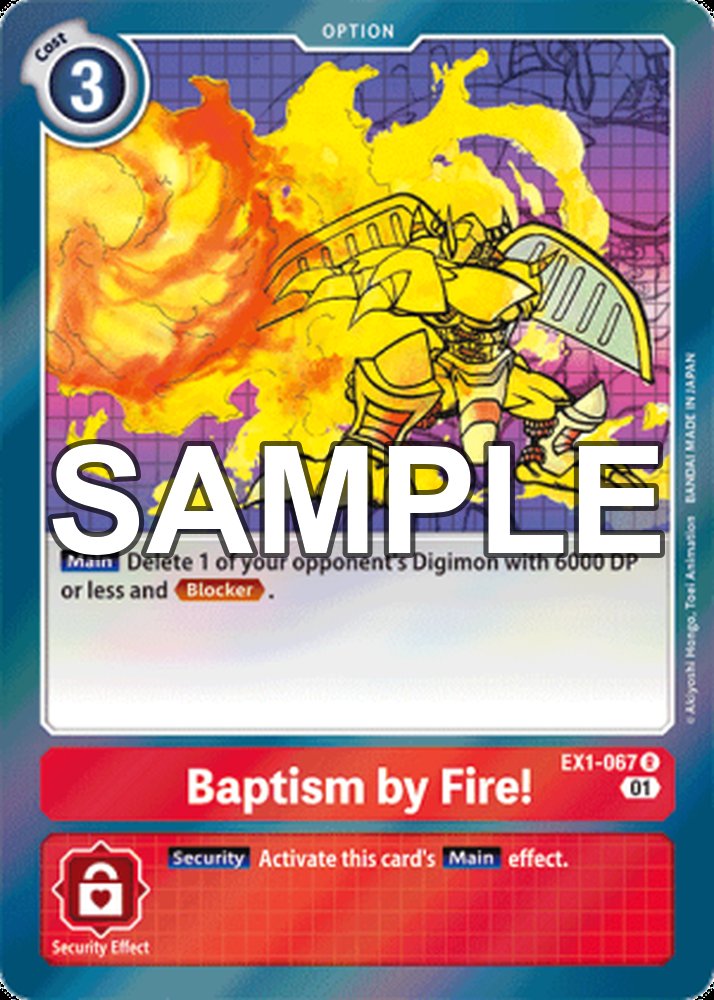 OPTION
Cost
3
SAMPLE
Main Delete 1 of your opponent's Digimon with 6000 DP
or less and Blocker .
© Akiyoshi Hongo, Toei Animation BANDAI MADE IN JAPAN
EX1-067 R
Baptism by Fire!
01
Security Activate this card's Main effect.
Security Effect